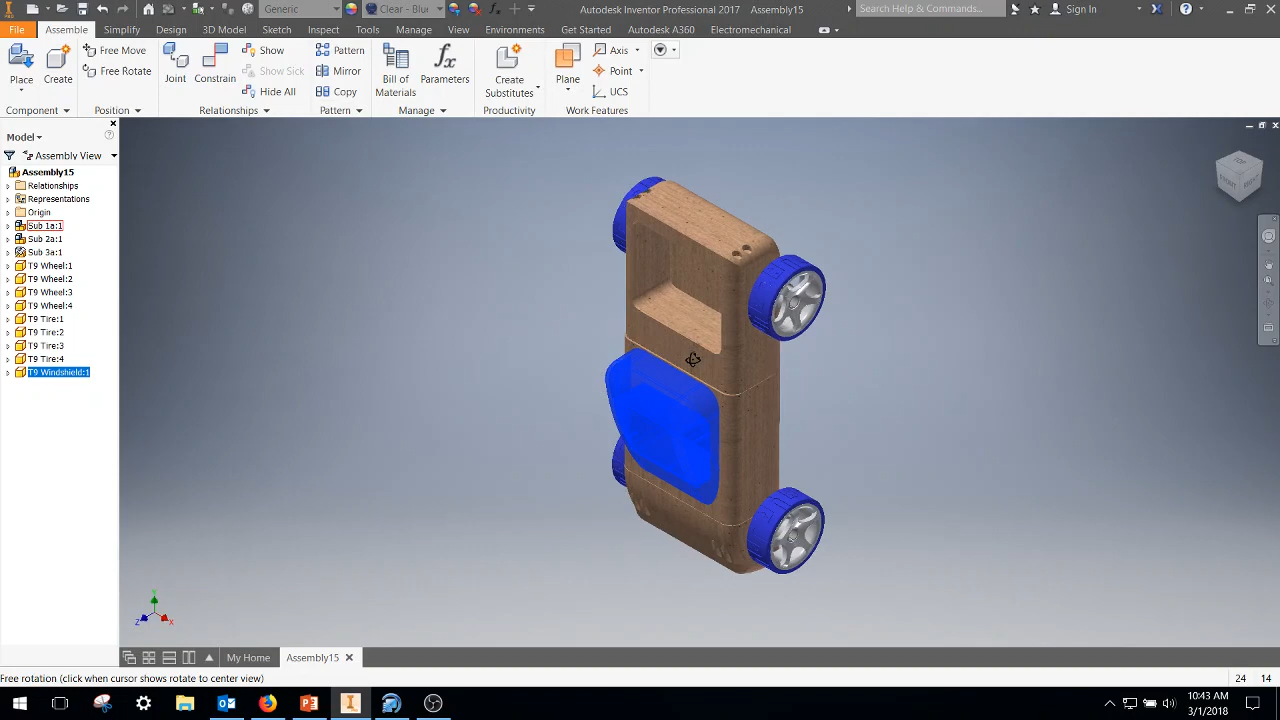 Generic
Clear - Blu
Autodesk Inventor Professional 2017 Assembly15
Search Help & Commands...
Sign In
File
Assemble
Simplify
Design
3D Model
Sketch
Inspect
Tools
Manage
View
Environments
Get Started
Autodesk A360
Electromechanical
Place
Create
Free Move
Free Rotate
Joint
Constrain
Show
Show Sick
Hide All
Pattern
Mirror
Copy
Bill of
Materials
Parameters
Create
Substitutes
Plane
Axis
Point
UCS
Component
Position
Relationships
Pattern
Manage
Productivity
Work Features
Model
Assembly View
Assembly15
Relationships
Representations
Origin
Sub 1a:1
Sub 2a:1
Sub 3a:1
T9 Wheel:1
T9 Wheel:2
T9 Wheel:3
T9 Wheel:4
T9 Tire:1
T9 Tire:2
T9 Tire:3
T9 Tire:4
T9 Windshield:1
TOP
FRONT
RIGHT
Y
Z
X
My Home
Assembly15
Free rotation (click when cursor shows rotate to center view)
24
14
10:43 AM
3/1/2018